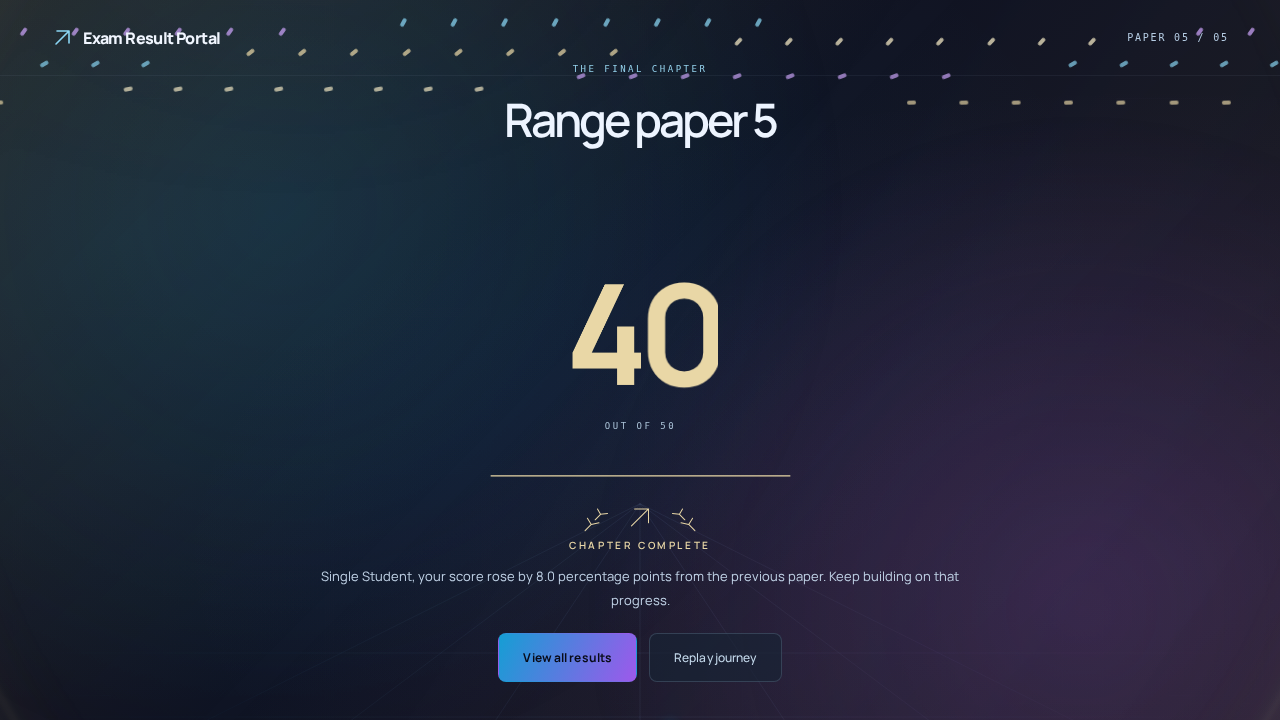 Exam Result Portal
PAPER 05 / 05
THE FINAL CHAPTER
Range paper 5
40
OUT OF 50
CHAPTER COMPLETE
Single Student, your score rose by 8.0 percentage points from the previous paper. Keep building on that
progress.
View all results
Replay journey